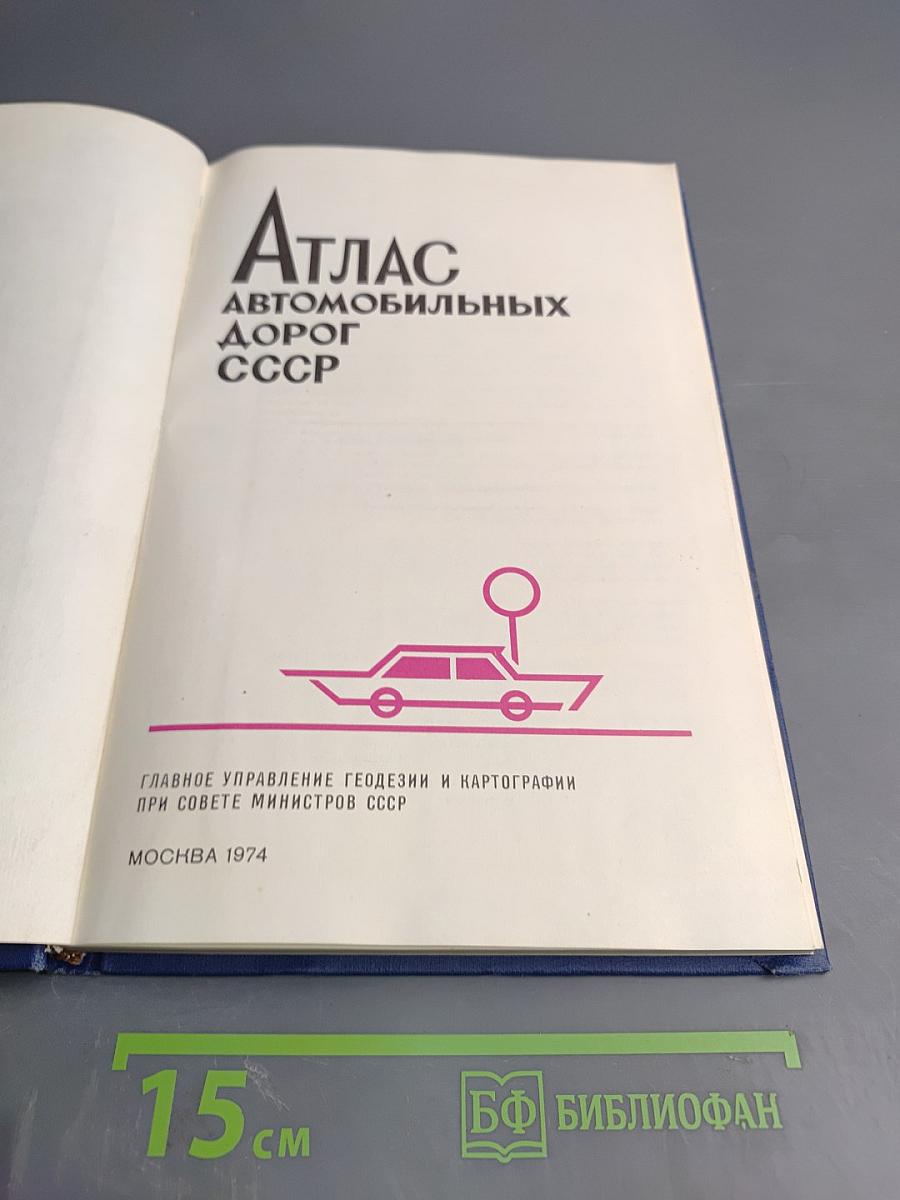 Атлас
автомобильных
дорог
СССР
ГЛАВНОЕ УПРАВЛЕНИЕ ГЕОДЕЗИИ И КАРТОГРАФИИ
ПРИ СОВЕТЕ МИНИСТРОВ СССР
МОСКВА 1974
15 см
БФ БИБЛИОФАН